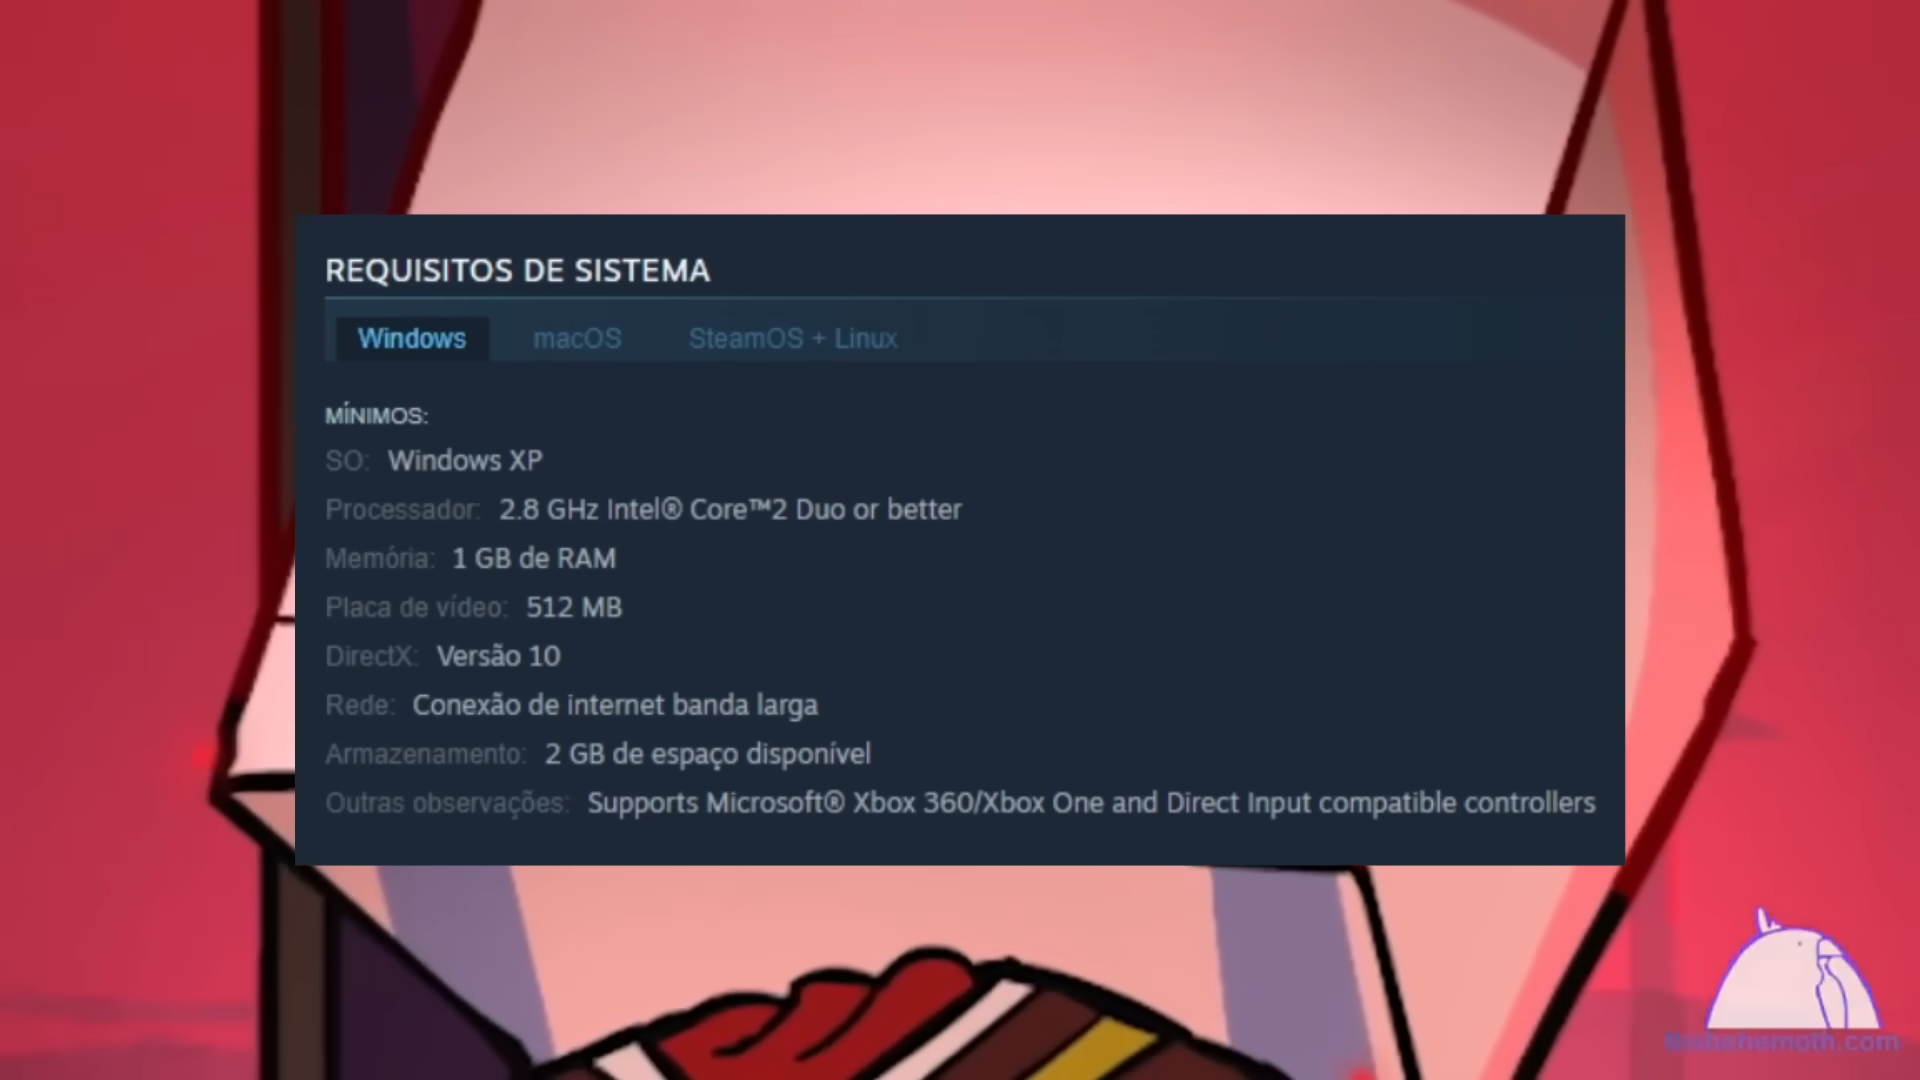 REQUISITOS DE SISTEMA
Windows macOS SteamOS + Linux
MÍNIMOS:
SO: Windows XP
Processador: 2.8 GHz Intel® Core™2 Duo or better
Memória: 1 GB de RAM
Placa de vídeo: 512 MB
DirectX: Versão 10
Rede: Conexão de internet banda larga
Armazenamento: 2 GB de espaço disponível
Outras observações: Supports Microsoft® Xbox 360/Xbox One and Direct Input compatible controllers